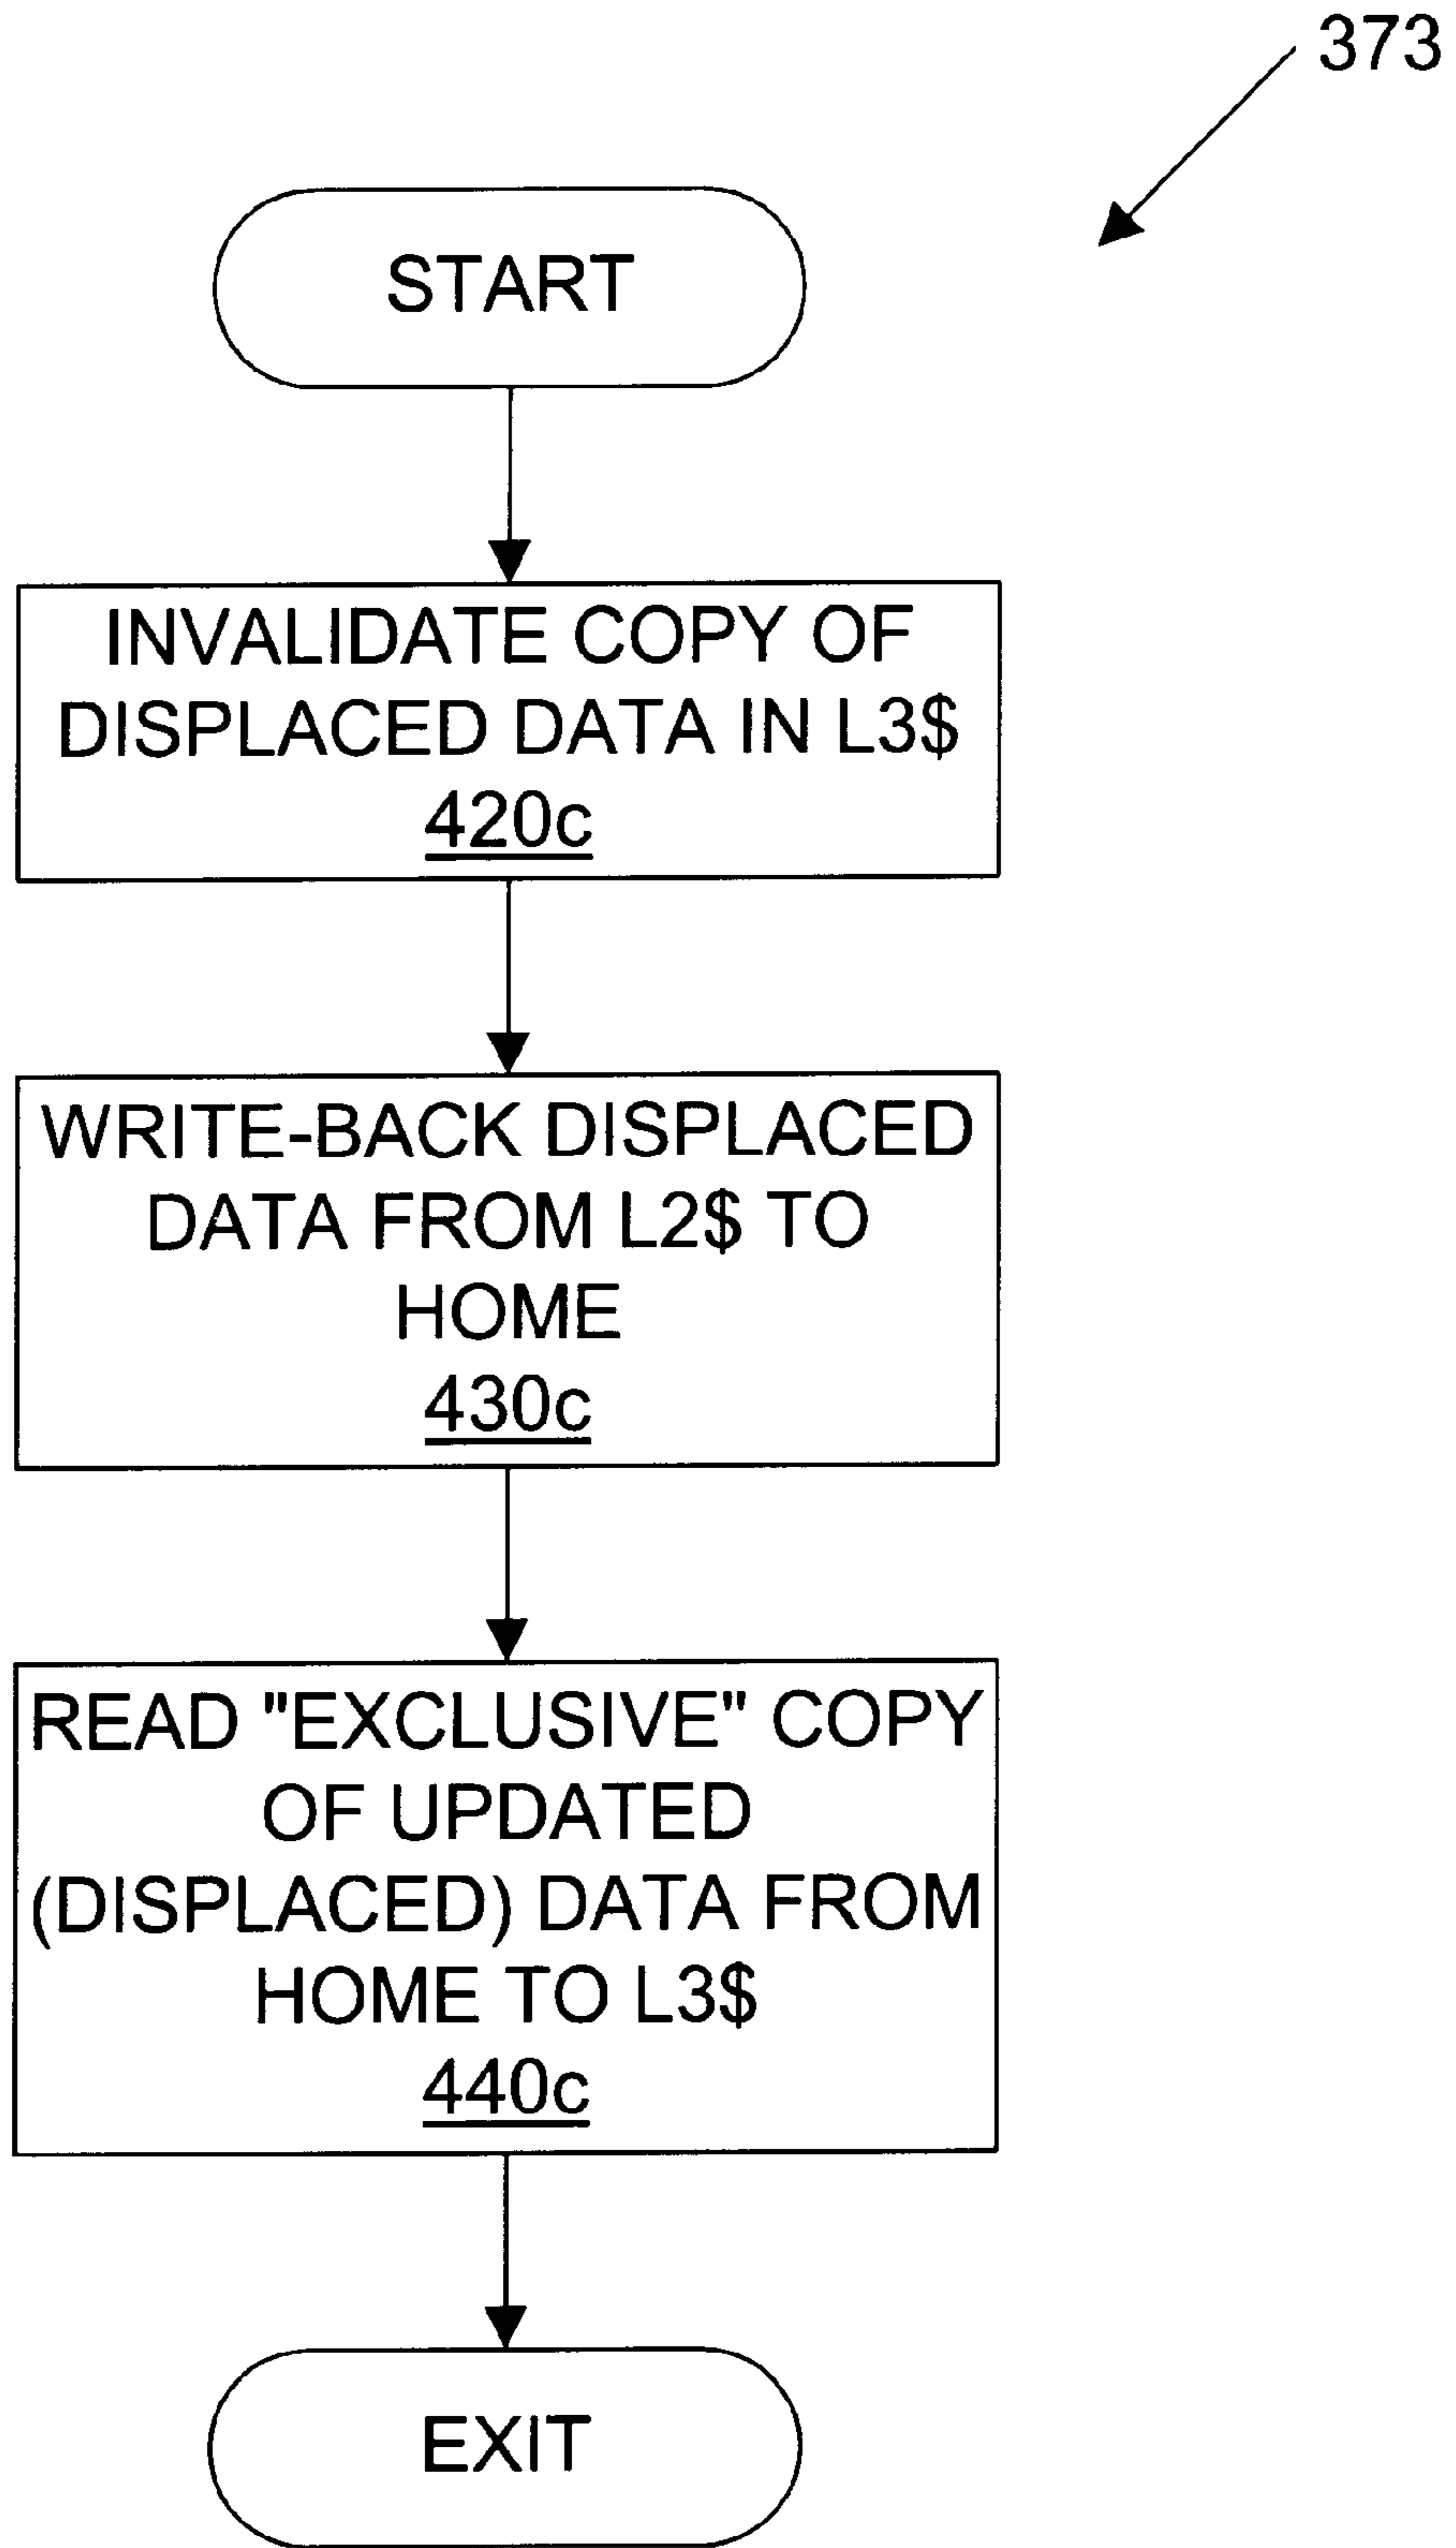 373
START
INVALIDATE COPY OF
DISPLACED DATA IN L3$
420c
WRITE-BACK DISPLACED
DATA FROM L2$ TO
HOME
430c
READ "EXCLUSIVE" COPY
OF UPDATED
(DISPLACED) DATA FROM
HOME TO L3$
440c
EXIT